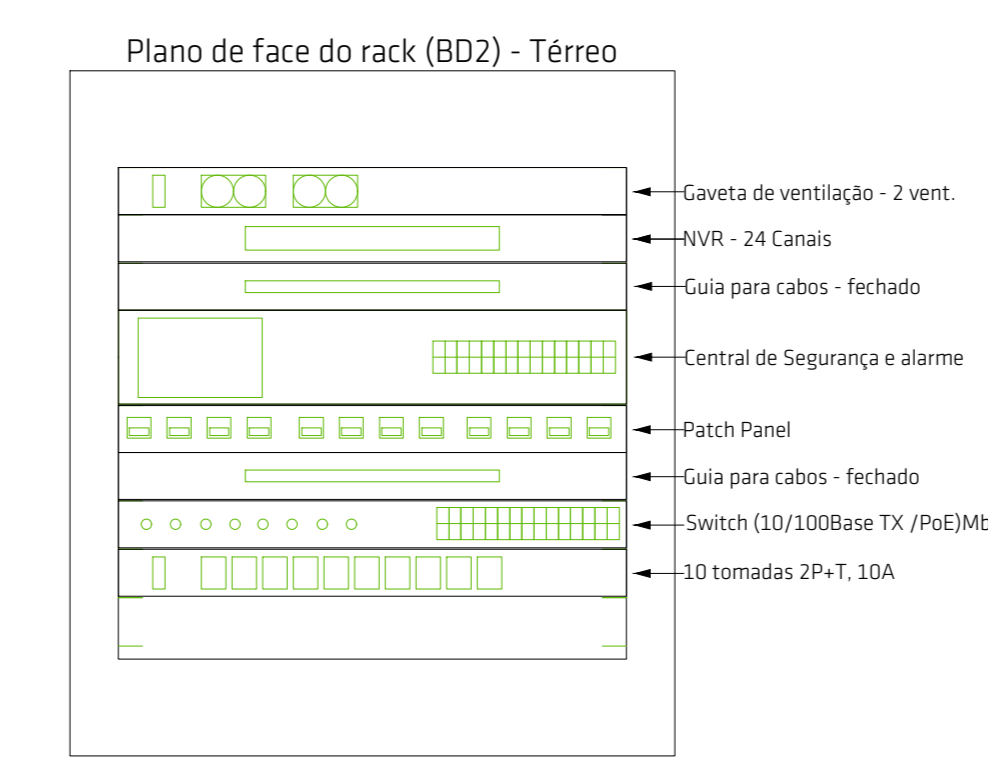 Plano de face do rack (BD2) - Térreo
Gaveta de ventilação - 2 vent.
NVR - 24 Canais
Guia para cabos - fechado
Central de Segurança e alarme
Patch Panel
Guia para cabos - fechado
Switch (10/100Base TX /PoE)Mb
10 tomadas 2P+T, 10A